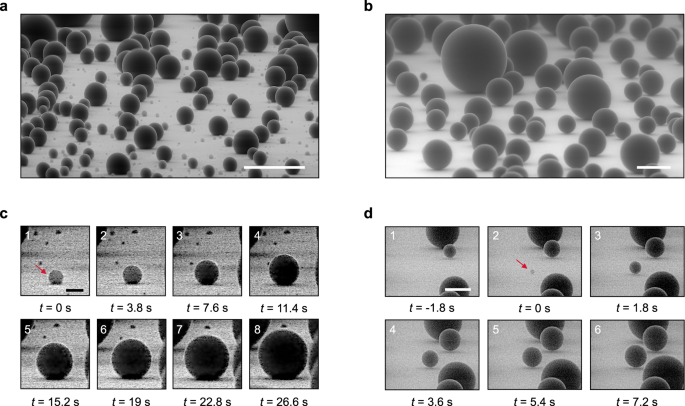 a
b
c
d
1
2
3
4
t = 0 s
t = 3.8 s
t = 7.6 s
t = 11.4 s
5
6
7
8
t = 15.2 s
t = 19 s
t = 22.8 s
t = 26.6 s
1
2
3
t = -1.8 s
t = 0 s
t = 1.8 s
4
5
6
t = 3.6 s
t = 5.4 s
t = 7.2 s